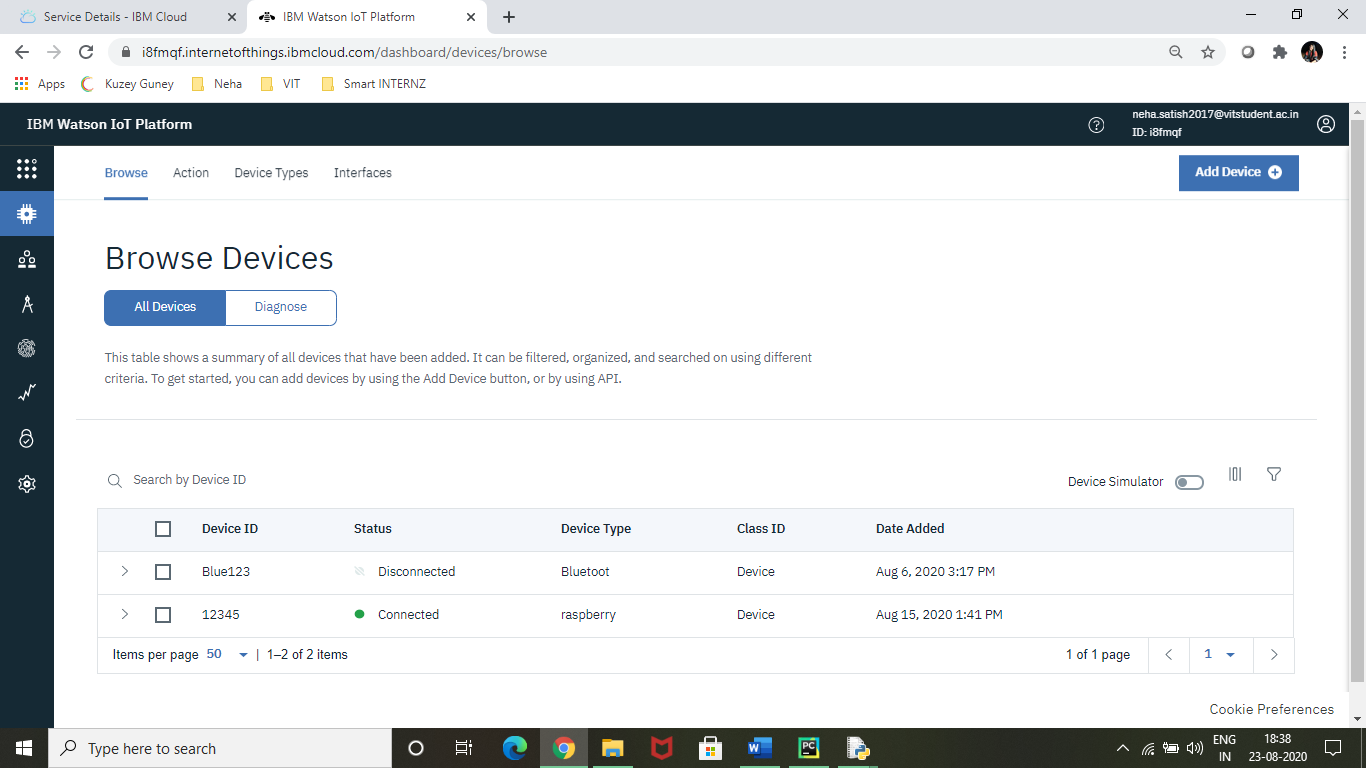 Service Details - IBM Cloud
IBM Watson IoT Platform
i8fmqf.internetofthings.ibmcloud.com/dashboard/devices/browse
Apps Kuzey Guney Neha VIT Smart INTERNZ
IBM Watson IoT Platform
neha.satish2017@vitstudent.ac.in
ID: i8fmqf
Browse Action Device Types Interfaces Add Device
Browse Devices
All Devices Diagnose
This table shows a summary of all devices that have been added. It can be filtered, organized, and searched on using different
criteria. To get started, you can add devices by using the Add Device button, or by using API.
Search by Device ID Device Simulator
Device ID Status Device Type Class ID Date Added
Blue123 Disconnected Bluetoot Device Aug 6, 2020 3:17 PM
12345 Connected raspberry Device Aug 15, 2020 1:41 PM
Items per page 50 | 1–2 of 2 items 1 of 1 page 1
Cookie Preferences
Type here to search
ENG
IN
18:38
23-08-2020